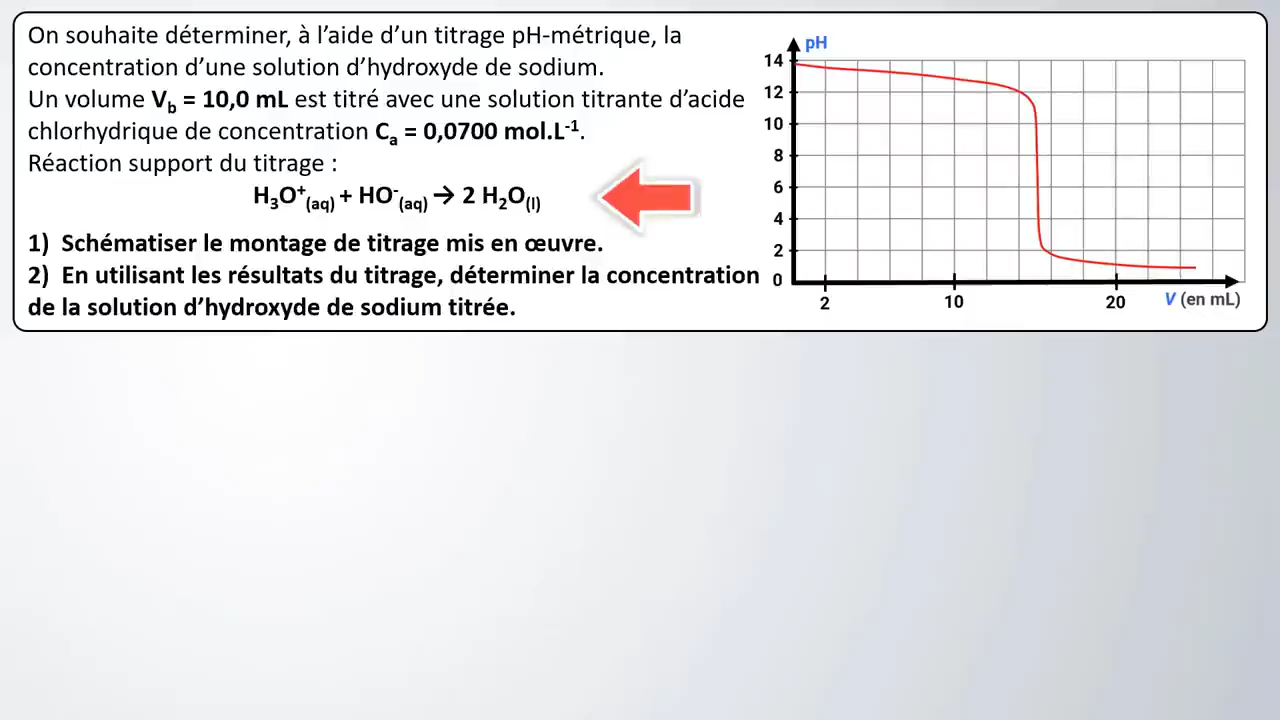 On souhaite déterminer, à l’aide d’un titrage pH-métrique, la
concentration d’une solution d’hydroxyde de sodium.
Un volume V_b = 10,0 mL est titré avec une solution titrante d’acide
chlorhydrique de concentration C_a = 0,0700 mol.L⁻¹.
Réaction support du titrage :
H₃O⁺(aq) + HO⁻(aq) → 2 H₂O(l)
1) Schématiser le montage de titrage mis en œuvre.
2) En utilisant les résultats du titrage, déterminer la concentration
de la solution d’hydroxyde de sodium titrée.
pH
14
12
10
8
6
4
2
0
2 10 20 V (en mL)